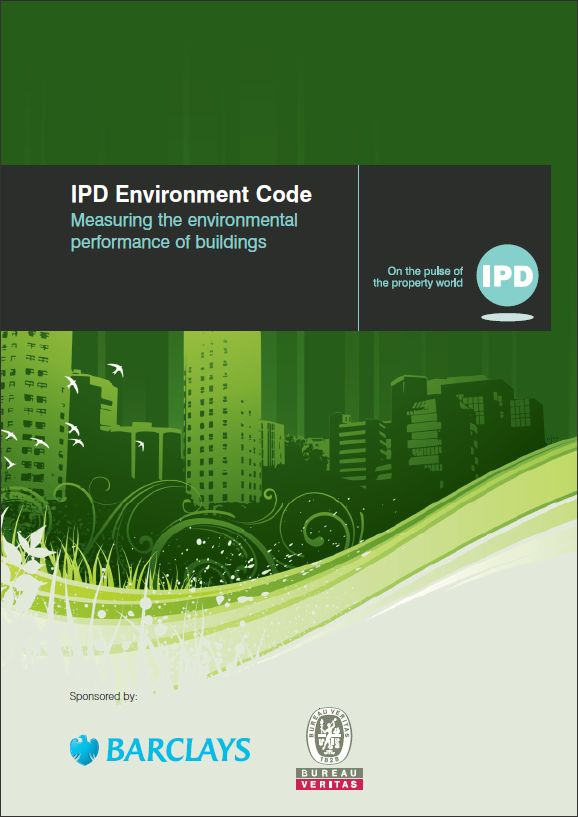 IPD Environment Code
Measuring the environmental
performance of buildings
On the pulse of
the property world
IPD
Sponsored by:
BARCLAYS
BUREAU VERITAS
1828
BUREAU
VERITAS